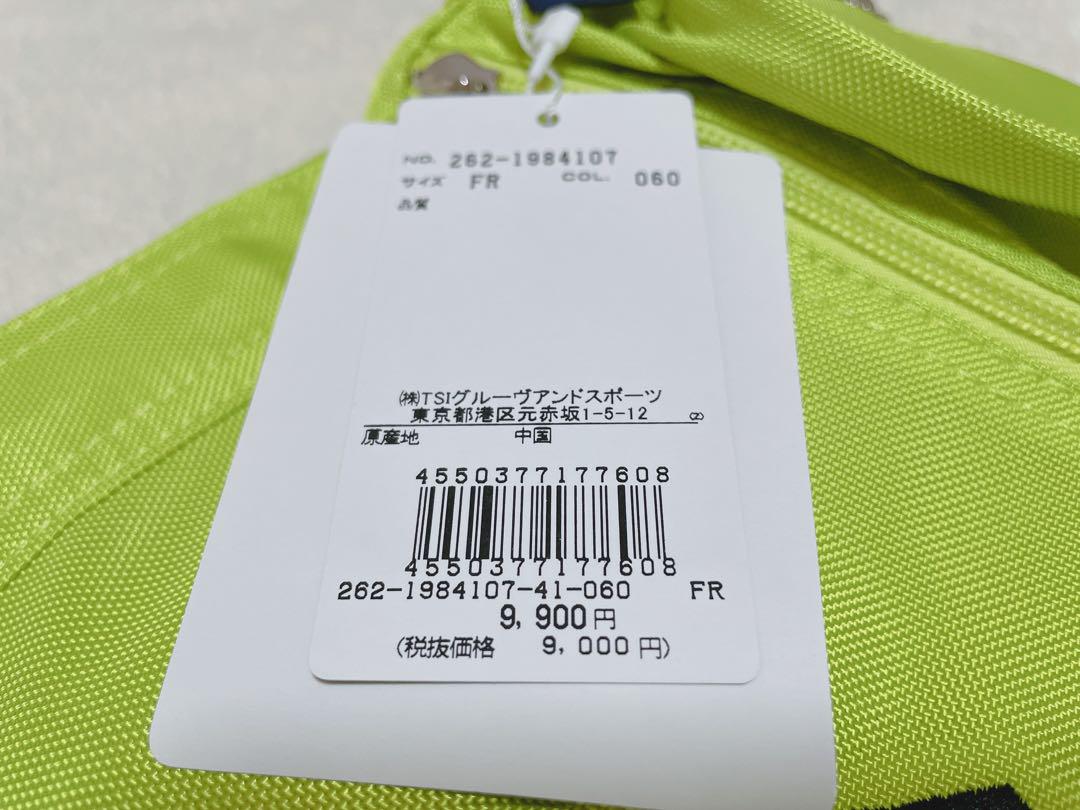 NO. 262-1984107
サイズ FR COL. 060
品質
㈱TSIグルーヴアンドスポーツ
東京都港区元赤坂1-5-12 (Z)
原産地 中国
4550377177608
4550377177608
262-1984107-41-060 FR
9,900円
(税抜価格 9,000円)